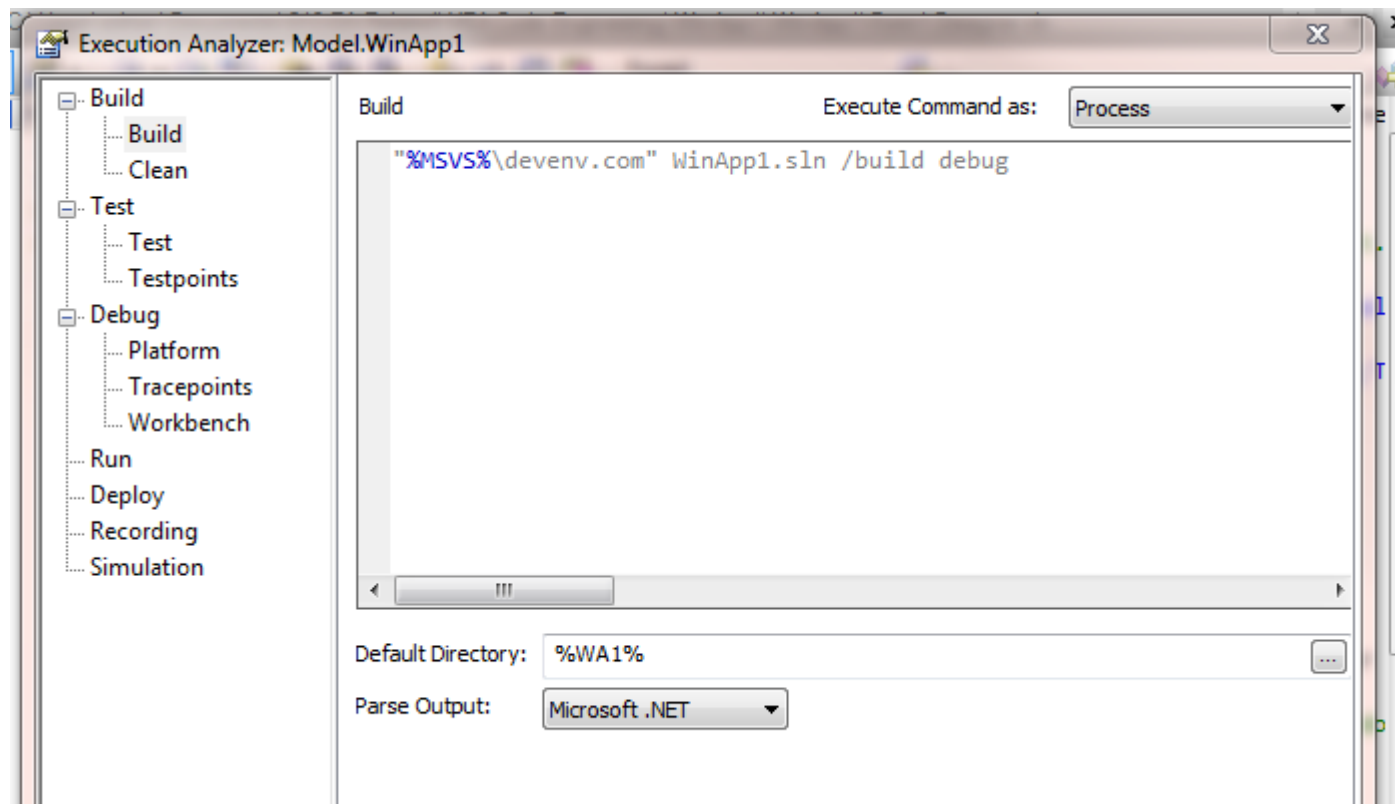 Execution Analyzer: Model.WinApp1
Build
Build
Clean
Test
Test
Testpoints
Debug
Platform
Tracepoints
Workbench
Run
Deploy
Recording
Simulation
Build Execute Command as: Process
"%MSVS%\devenv.com" WinApp1.sln /build debug
Default Directory: %WA1% ...
Parse Output: Microsoft .NET